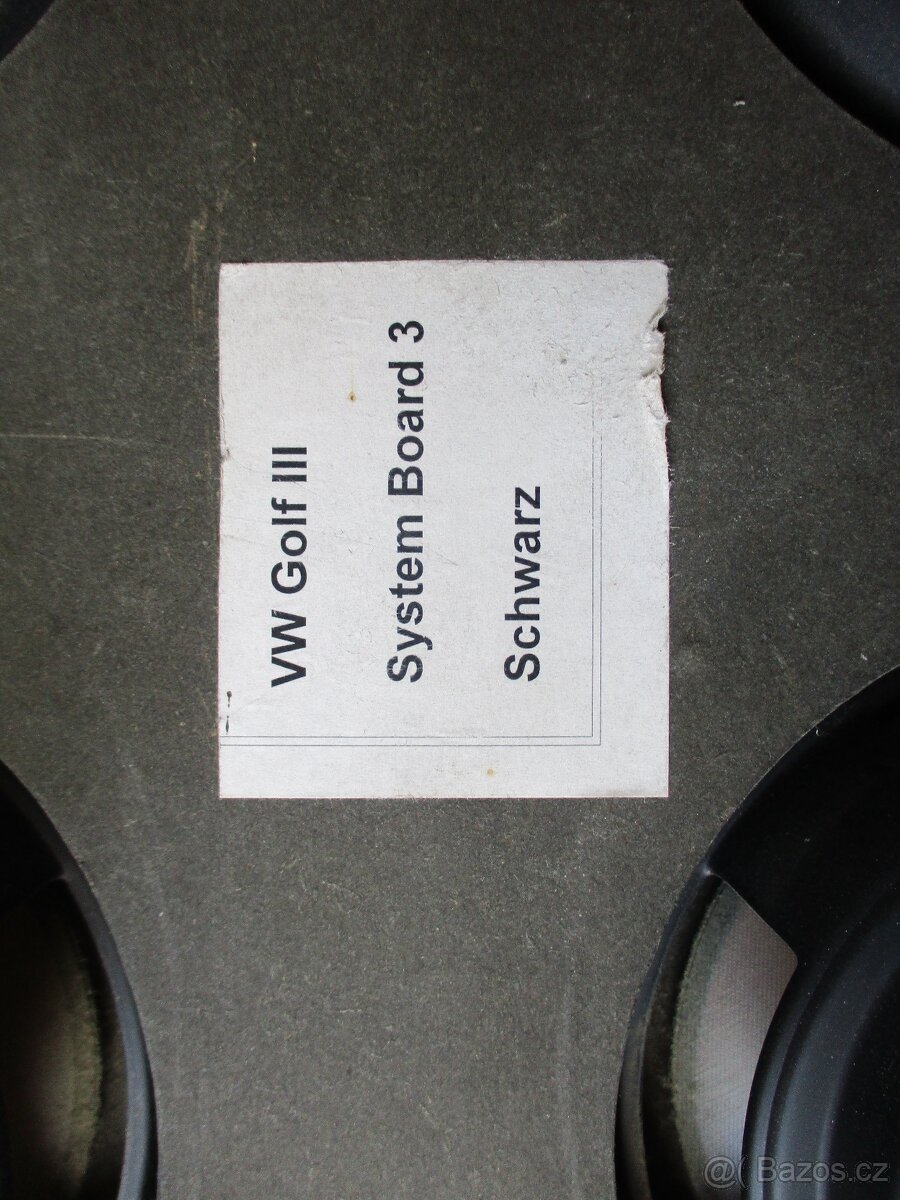 VW Golf III
System Board 3
Schwarz
@( Bazos.cz